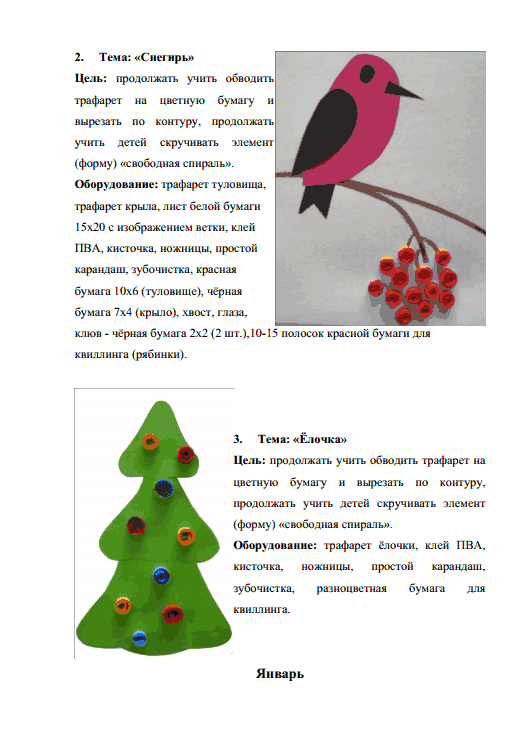 2. Тема: «Снегирь»
Цель: продолжать учить обводить
трафарет на цветную бумагу и
вырезать по контуру, продолжать
учить детей скручивать элемент
(форму) «свободная спираль».
Оборудование: трафарет туловища,
трафарет крыла, лист белой бумаги
15х20 с изображением ветки, клей
ПВА, кисточка, ножницы, простой
карандаш, зубочистка, красная
бумага 10х6 (туловище), чёрная
бумага 7х4 (крыло), хвост, глаза,
клюв - чёрная бумага 2х2 (2 шт.),10-15 полосок красной бумаги для
квиллинга (рябинки).
3. Тема: «Ёлочка»
Цель: продолжать учить обводить трафарет на
цветную бумагу и вырезать по контуру,
продолжать учить детей скручивать элемент
(форму) «свободная спираль».
Оборудование: трафарет ёлочки, клей ПВА,
кисточка, ножницы, простой карандаш,
зубочистка, разноцветная бумага для
квиллинга.
Январь